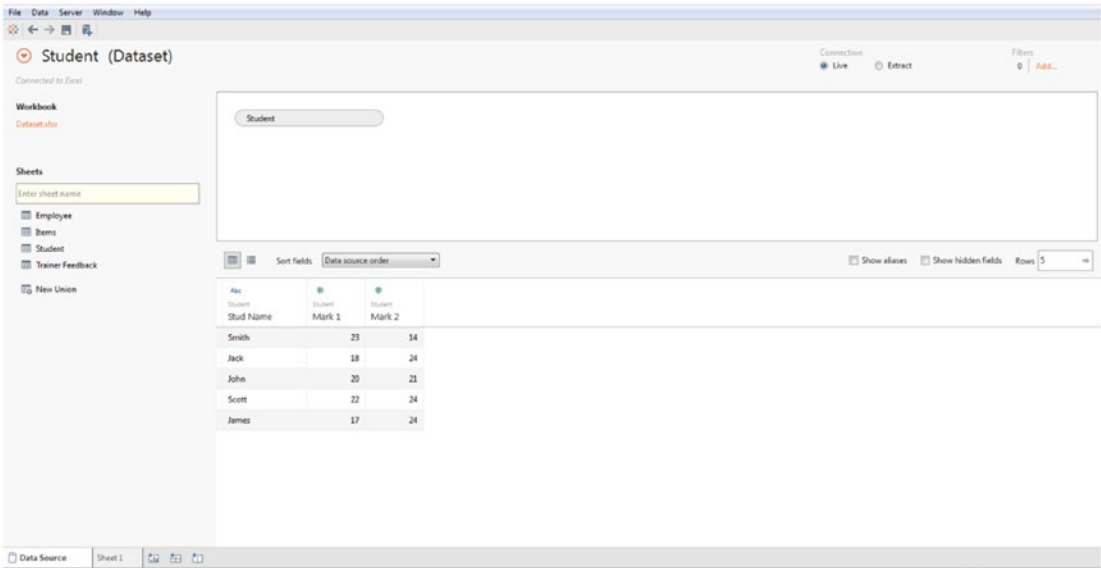 File Data Server Window Help
Student (Dataset)
Connection
Live Extract
Filters
0 Add...
Connected to Excel
Workbook
Dataset.xlsx
Student
Sheets
Enter sheet name
Employee
Items
Student
Trainer Feedback
New Union
Sort fields Data source order Show aliases Show hidden fields Rows 5
Abc
Student Student Student
Stud Name Mark 1 Mark 2
Smith 23 14
Jack 18 24
John 20 21
Scott 22 24
James 17 24
Data Source Sheet 1